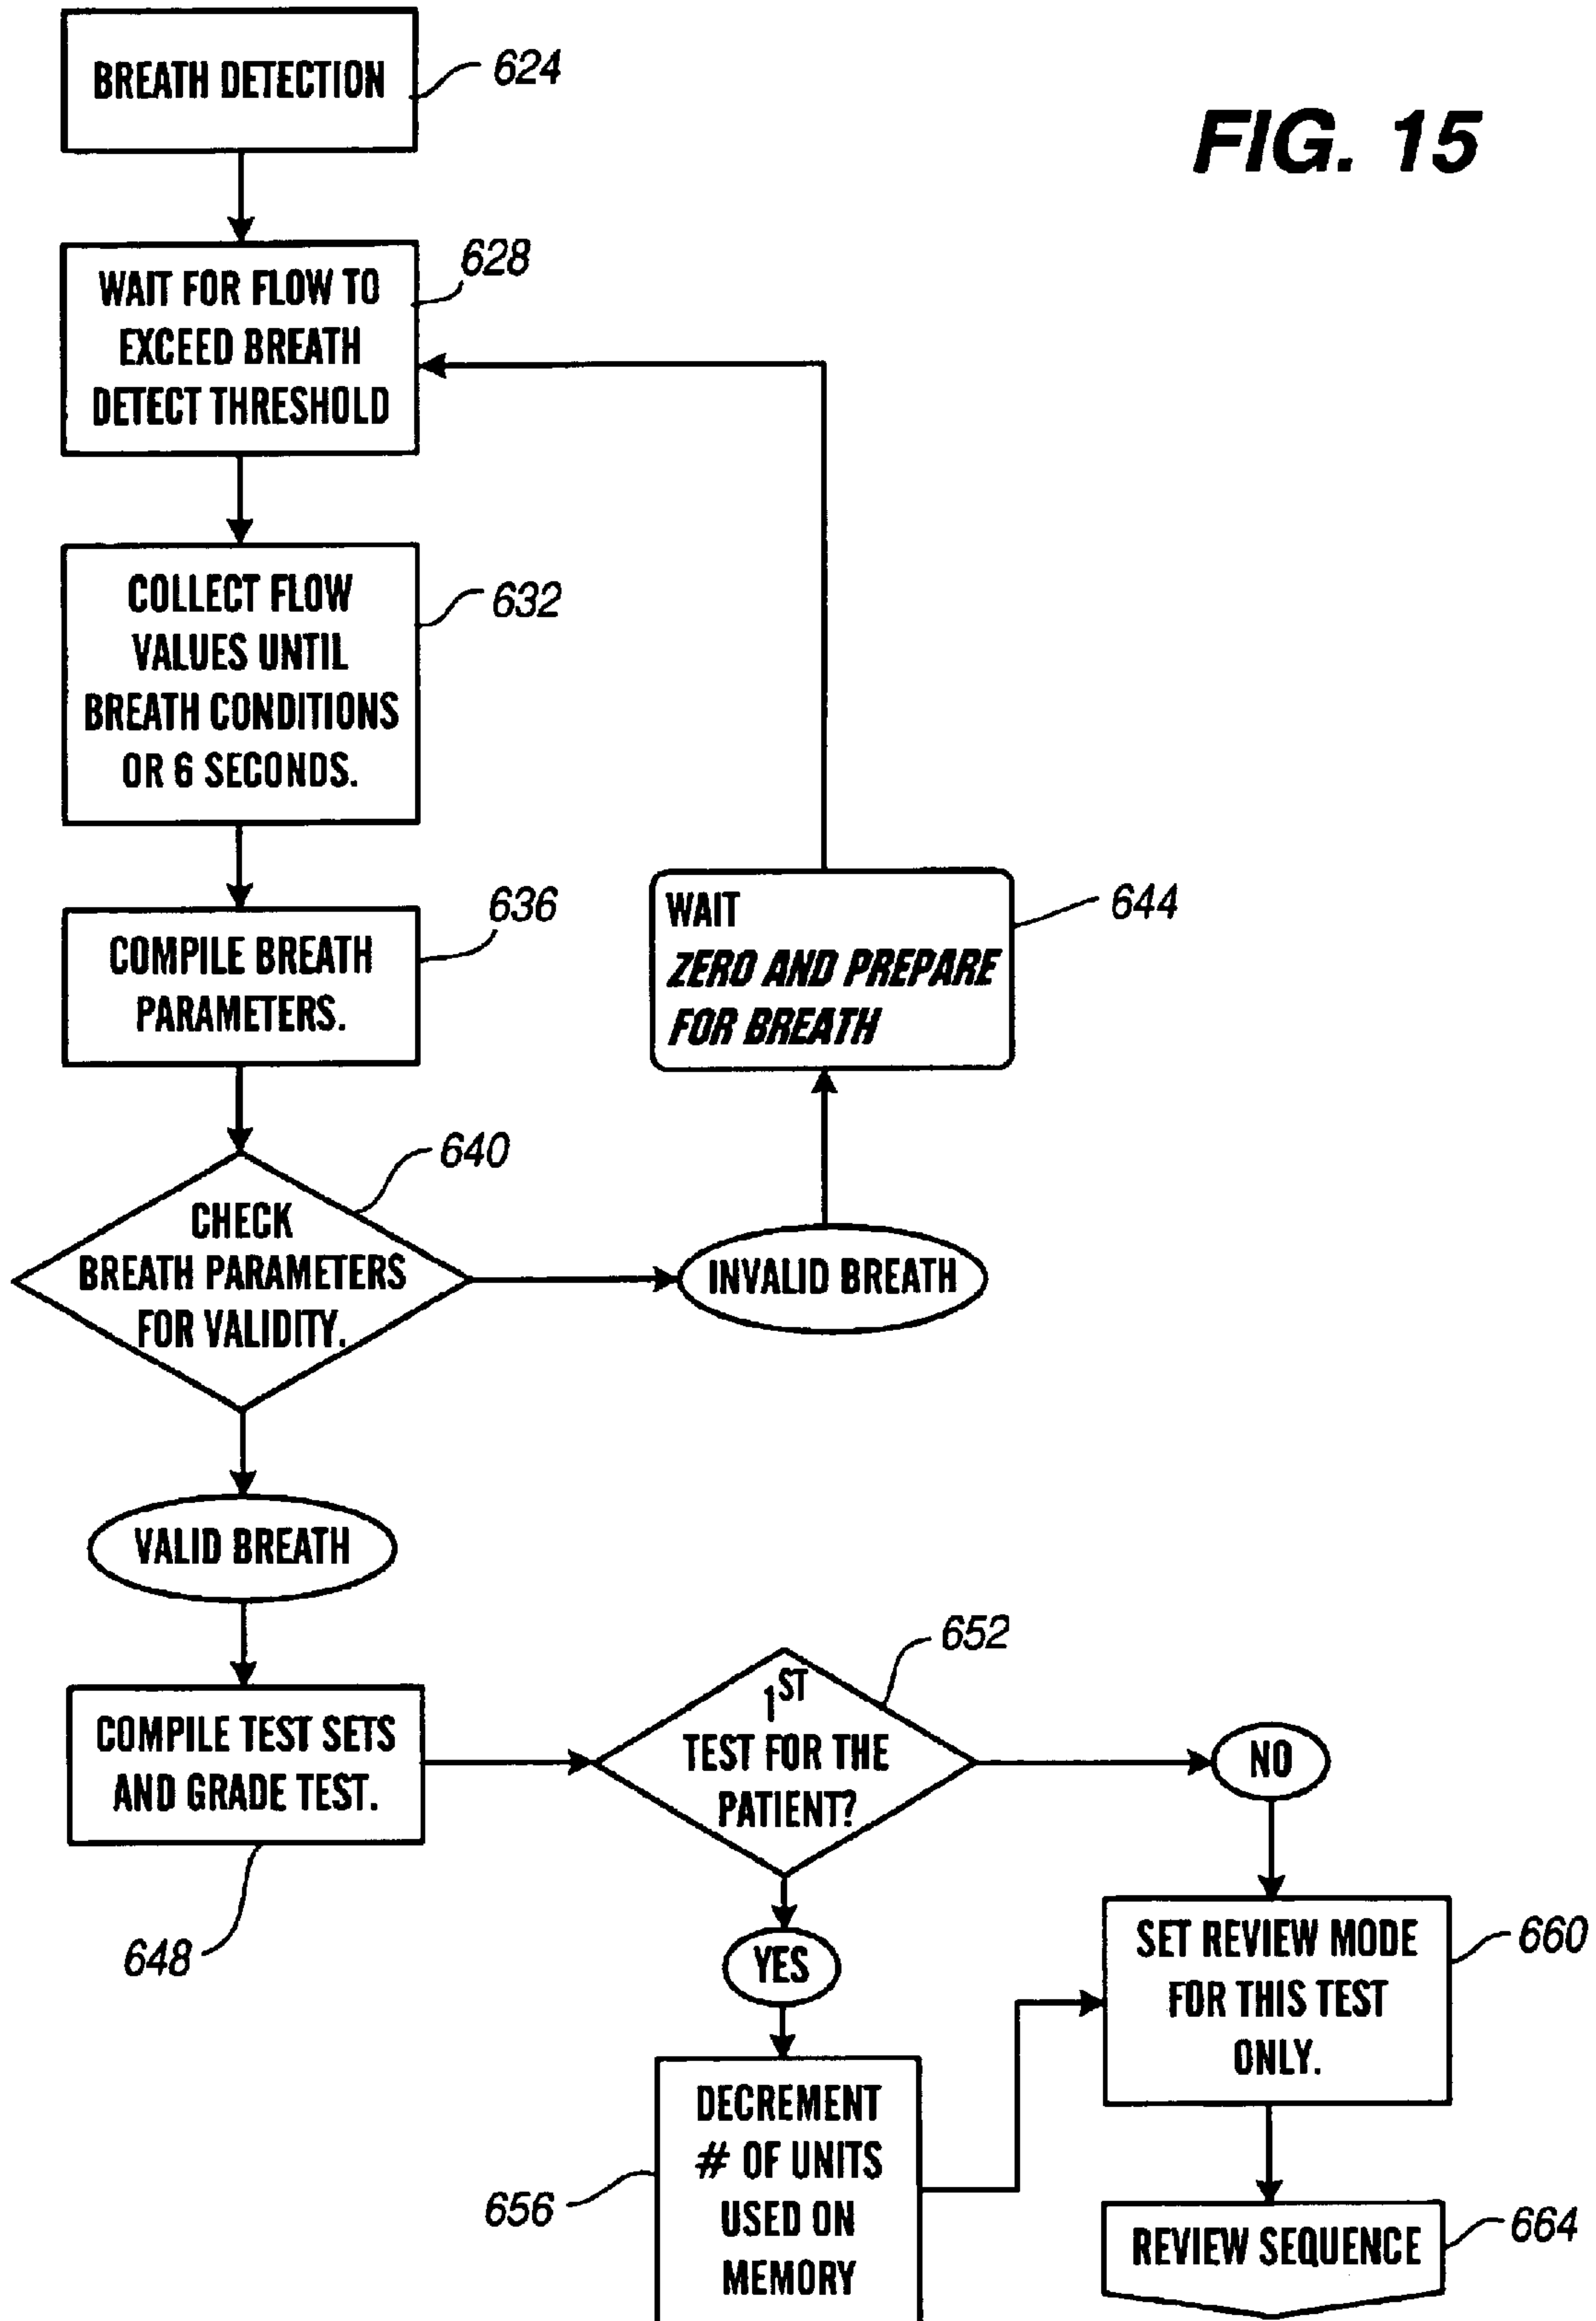 FIG. 15
BREATH DETECTION
624
WAIT FOR FLOW TO
EXCEED BREATH
DETECT THRESHOLD
628
COLLECT FLOW
VALUES UNTIL
BREATH CONDITIONS
OR 6 SECONDS.
632
COMPILE BREATH
PARAMETERS.
636
WAIT
ZERO AND PREPARE
FOR BREATH
644
CHECK
BREATH PARAMETERS
FOR VALIDITY.
640
INVALID BREATH
VALID BREATH
COMPILE TEST SETS
AND GRADE TEST.
648
1ST
TEST FOR THE
PATIENT?
652
NO
YES
SET REVIEW MODE
FOR THIS TEST
ONLY.
660
DECREMENT
# OF UNITS
USED ON
MEMORY
656
REVIEW SEQUENCE
664